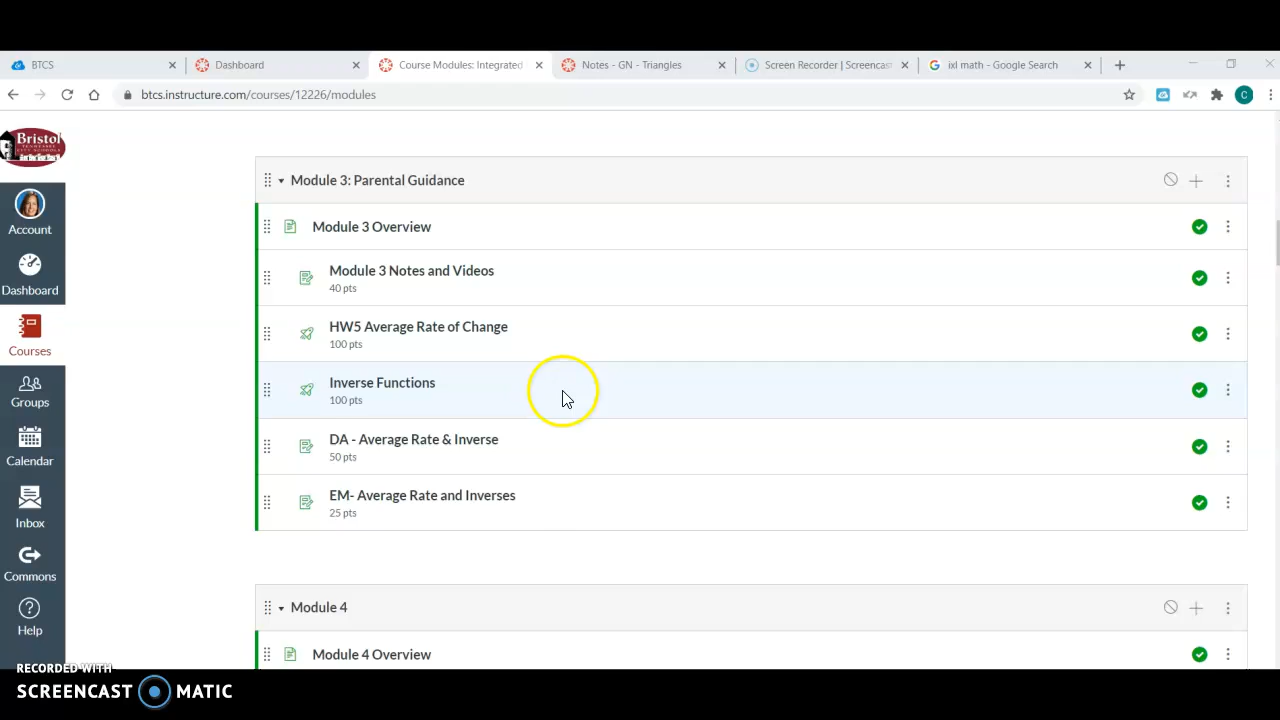 BTCS
Dashboard
Course Modules: Integrated
Notes - GN - Triangles
Screen Recorder | Screencast
ixl math - Google Search
btcs.instructure.com/courses/12226/modules
C
Bristol
TENNESSEE
CITY SCHOOLS
Account
Dashboard
Courses
Groups
Calendar
Inbox
Commons
Help
Module 3: Parental Guidance
Module 3 Overview
Module 3 Notes and Videos
40 pts
HW5 Average Rate of Change
100 pts
Inverse Functions
100 pts
DA - Average Rate & Inverse
50 pts
EM- Average Rate and Inverses
25 pts
Module 4
Module 4 Overview
RECORDED WITH
SCREENCAST MATIC